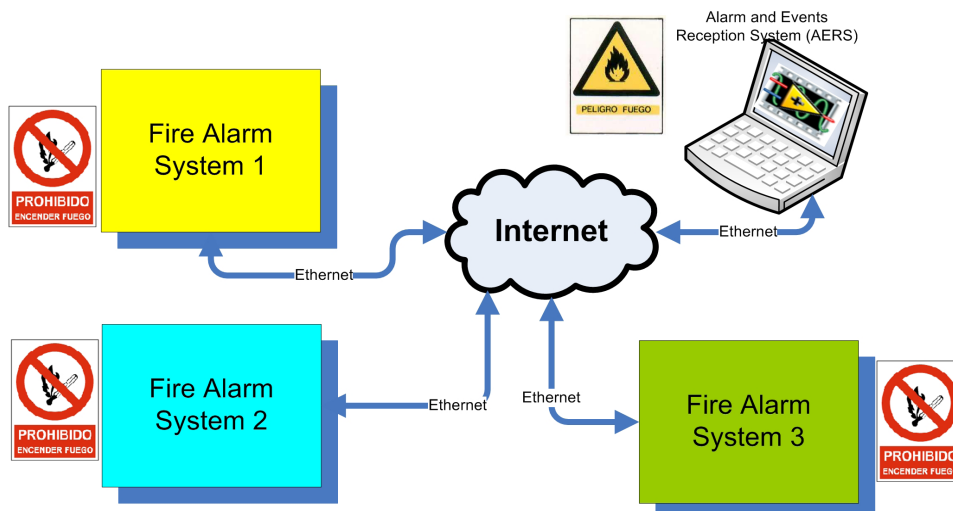 Alarm and Events
Reception System (AERS)
PELIGRO FUEGO
Fire Alarm
System 1
PROHIBIDO
ENCENDER FUEGO
Internet
Ethernet
Ethernet
Fire Alarm
System 2
PROHIBIDO
ENCENDER FUEGO
Ethernet
Ethernet
Fire Alarm
System 3
PROHIBIDO
ENCENDER FUEGO